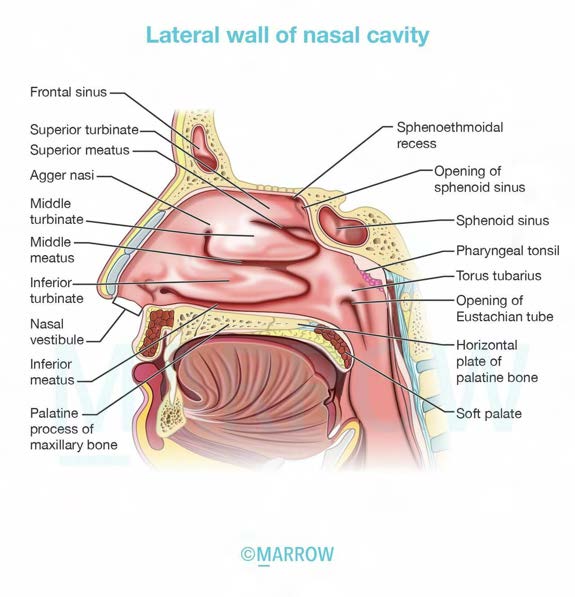 Lateral wall of nasal cavity
Frontal sinus
Superior turbinate
Superior meatus
Agger nasi
Middle
turbinate
Middle
meatus
Inferior
turbinate
Nasal
vestibule
Inferior
meatus
Palatine
process of
maxillary bone
Sphenoethmoidal
recess
Opening of
sphenoid sinus
Sphenoid sinus
Pharyngeal tonsil
Torus tubarius
Opening of
Eustachian tube
Horizontal
plate of
palatine bone
Soft palate
MARROW
©MARROW